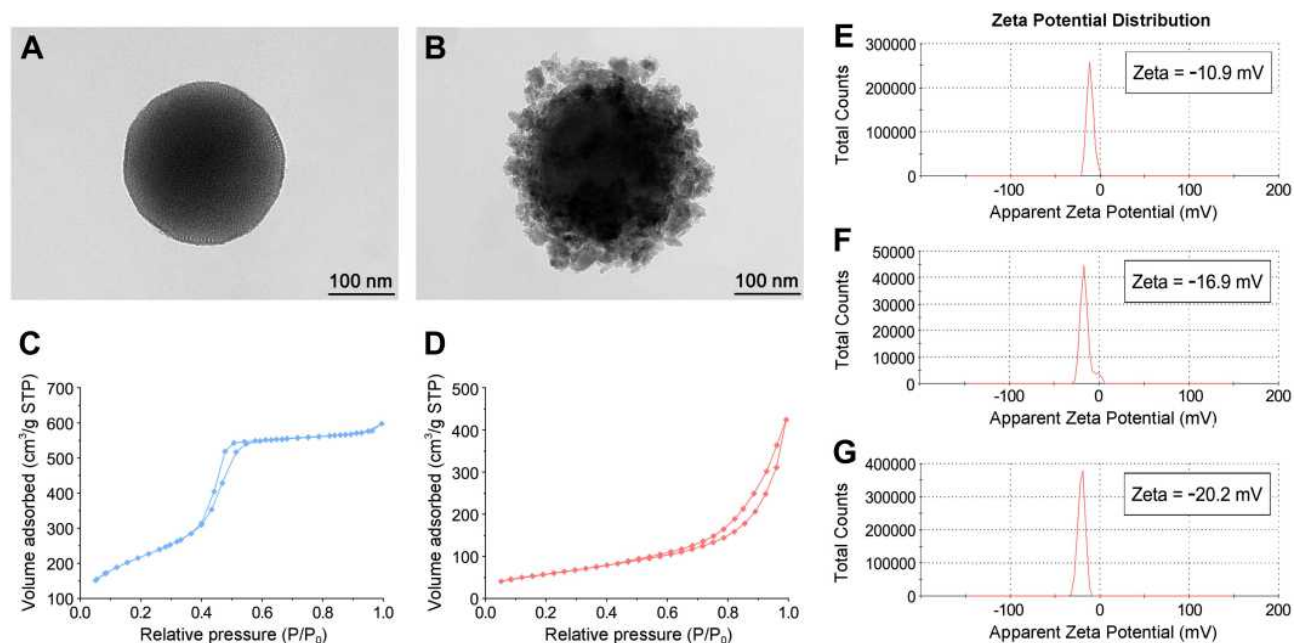 A
100 nm
B
100 nm
C
Volume adsorbed (cm³/g STP)
700
600
500
400
300
200
100
0.0 0.2 0.4 0.6 0.8 1.0
Relative pressure (P/P₀)
D
Volume adsorbed (cm³/g STP)
500
400
300
200
100
0
0.0 0.2 0.4 0.6 0.8 1.0
Relative pressure (P/P₀)
Zeta Potential Distribution
E
Total Counts
300000
200000
100000
0
Zeta = −10.9 mV
-100 0 100 200
Apparent Zeta Potential (mV)
F
Total Counts
50000
40000
30000
20000
10000
0
Zeta = −16.9 mV
-100 0 100 200
Apparent Zeta Potential (mV)
G
Total Counts
400000
300000
200000
100000
0
Zeta = −20.2 mV
-100 0 100 200
Apparent Zeta Potential (mV)